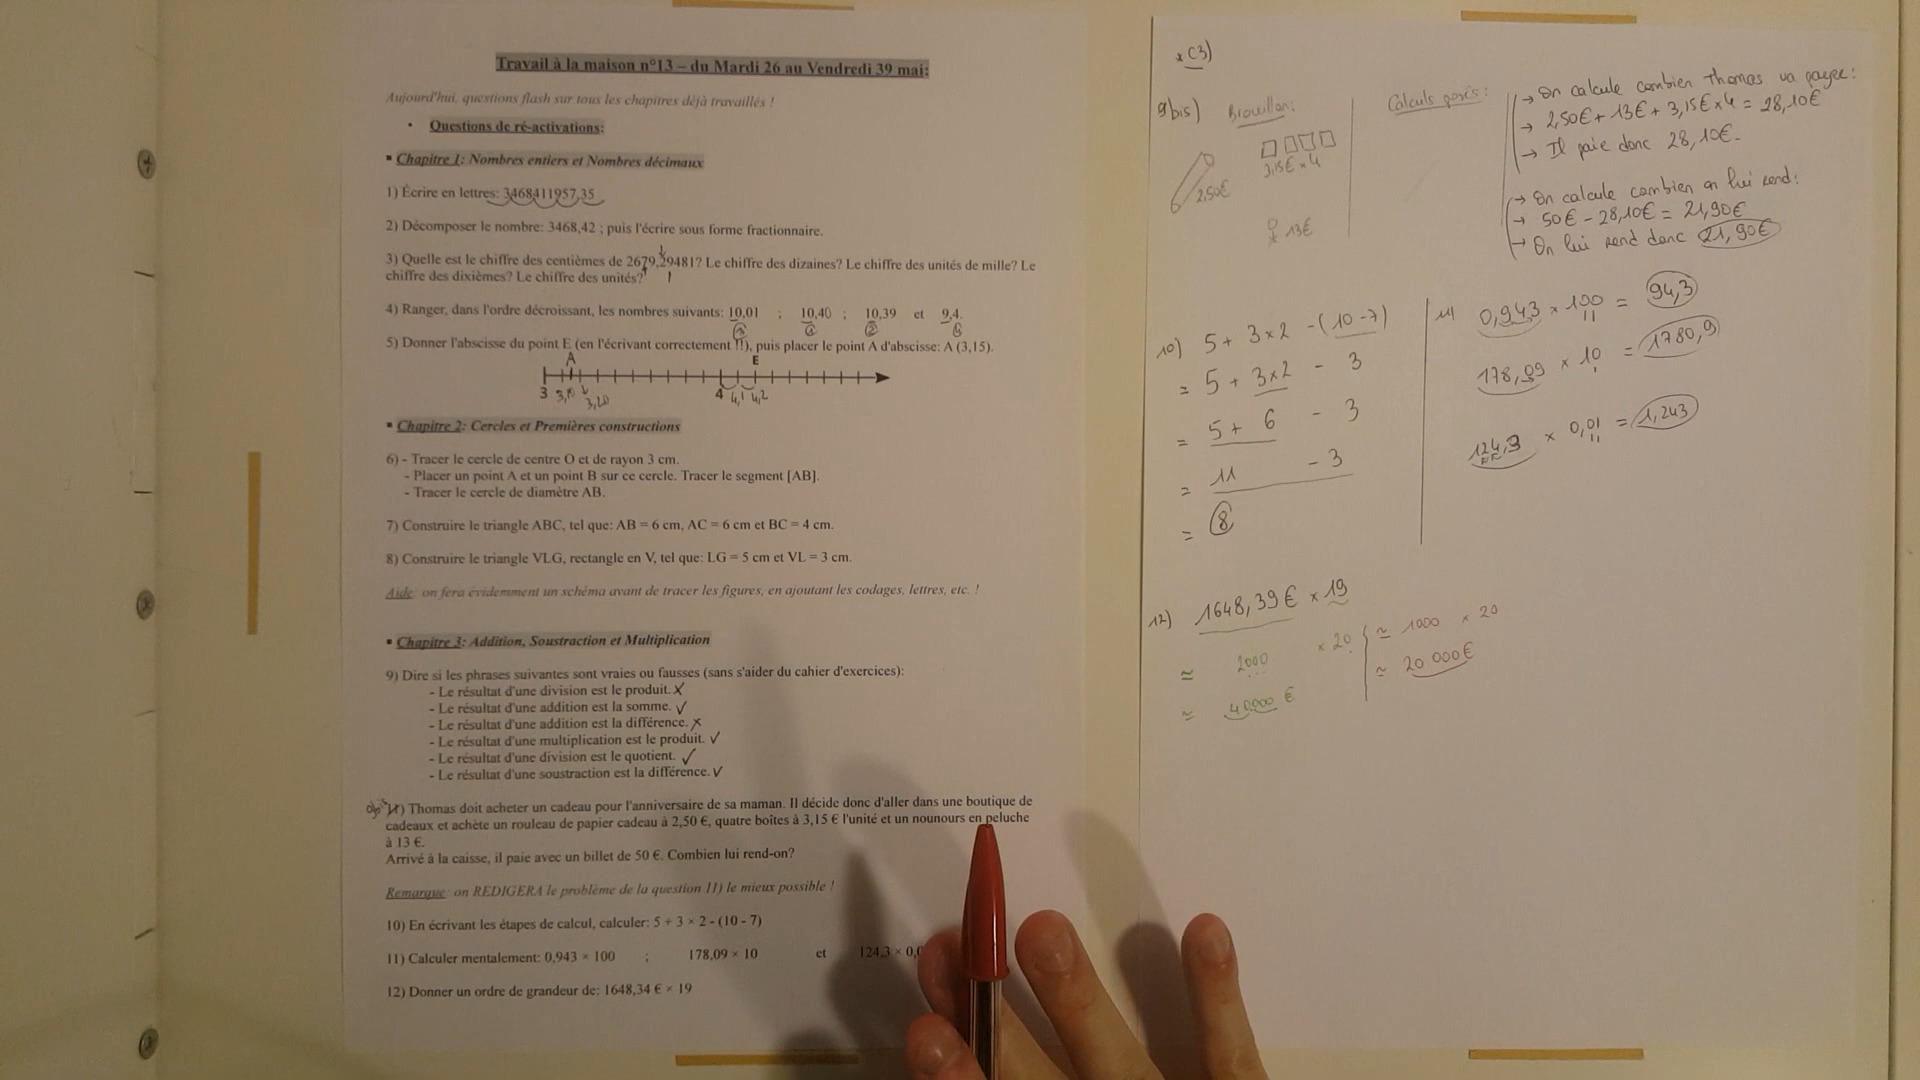 Travail à la maison n°13 – du Mardi 26 au Vendredi 39 mai:
Aujourd'hui, questions flash sur tous les chapitres déjà travaillés !
• Questions de ré-activations:
▪ Chapitre 1: Nombres entiers et Nombres décimaux
1) Écrire en lettres: 3468411957,35
2) Décomposer le nombre: 3468,42 ; puis l'écrire sous forme fractionnaire.
3) Quelle est le chiffre des centièmes de 2679,29481? Le chiffre des dizaines? Le chiffre des unités de mille? Le
chiffre des dixièmes? Le chiffre des unités?
4) Ranger, dans l'ordre décroissant, les nombres suivants: 10,01 ; 10,40 ; 10,39 et 9,4.
5) Donner l'abscisse du point E (en l'écrivant correctement !!), puis placer le point A d'abscisse: A (3,15).
A E
3 3,10 3,20 4 4,1 4,2
▪ Chapitre 2: Cercles et Premières constructions
6) - Tracer le cercle de centre O et de rayon 3 cm.
- Placer un point A et un point B sur ce cercle. Tracer le segment [AB].
- Tracer le cercle de diamètre AB.
7) Construire le triangle ABC, tel que: AB = 6 cm, AC = 6 cm et BC = 4 cm.
8) Construire le triangle VLG, rectangle en V, tel que: LG = 5 cm et VL = 3 cm.
Aide: on fera évidemment un schéma avant de tracer les figures, en ajoutant les codages, lettres, etc. !
▪ Chapitre 3: Addition, Soustraction et Multiplication
9) Dire si les phrases suivantes sont vraies ou fausses (sans s'aider du cahier d'exercices):
- Le résultat d'une division est le produit. ✗
- Le résultat d'une addition est la somme. ✓
- Le résultat d'une addition est la différence. ✗
- Le résultat d'une multiplication est le produit. ✓
- Le résultat d'une division est le quotient. ✓
- Le résultat d'une soustraction est la différence. ✓
Thomas doit acheter un cadeau pour l'anniversaire de sa maman. Il décide donc d'aller dans une boutique de
cadeaux et achète un rouleau de papier cadeau à 2,50 €, quatre boîtes à 3,15 € l'unité et un nounours en peluche
à 13 €.
Arrivé à la caisse, il paie avec un billet de 50 €. Combien lui rend-on?
Remarque: on REDIGERA le problème de la question 11) le mieux possible !
10) En écrivant les étapes de calcul, calculer: 5 + 3 × 2 - (10 - 7)
11) Calculer mentalement: 0,943 × 100 ; 178,09 × 10 et 124,3 × 0,0
12) Donner un ordre de grandeur de: 1648,34 € × 19
* C3)
9bis) Brouillon:
2,50€
3,15€ × 4
13€
Calculs posés:
→ On calcule combien Thomas va payer:
→ 2,50€ + 13€ + 3,15€ × 4 = 28,10€
→ Il paie donc 28,10€.
→ On calcule combien on lui rend:
→ 50€ - 28,10€ = 21,90€
→ On lui rend donc 21,90€
10) 5 + 3 × 2 - (10 - 7)
= 5 + 3 × 2 - 3
= 5 + 6 - 3
= 11 - 3
= 8
11) 0,943 × 100 = 94,3
178,09 × 10 = 1780,9
124,3 × 0,01 = 1,243
12) 1648,39 € × 19
≈ 2000 × 20
≈ 40000 €
≈ 1000 × 20
≈ 20 000 €